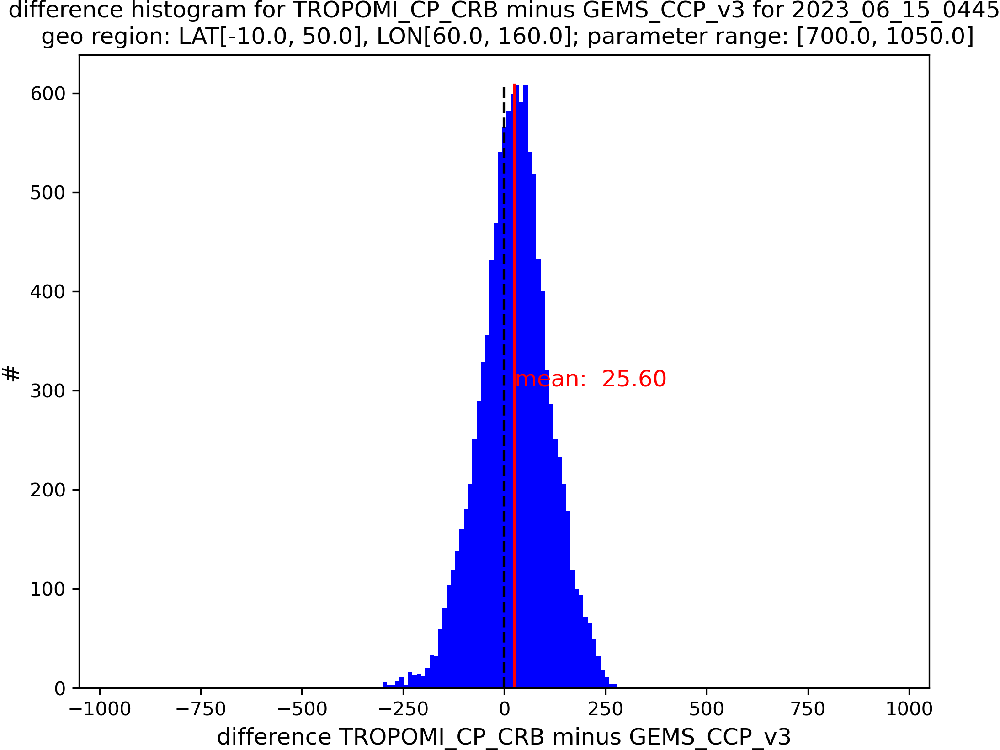 difference histogram for TROPOMI_CP_CRB minus GEMS_CCP_v3 for 2023_06_15_0445
geo region: LAT[-10.0, 50.0], LON[60.0, 160.0]; parameter range: [700.0, 1050.0]
600
500
400
#
mean: 25.60
300
200
100
0
−1000 −750 −500 −250 0 250 500 750 1000
difference TROPOMI_CP_CRB minus GEMS_CCP_v3